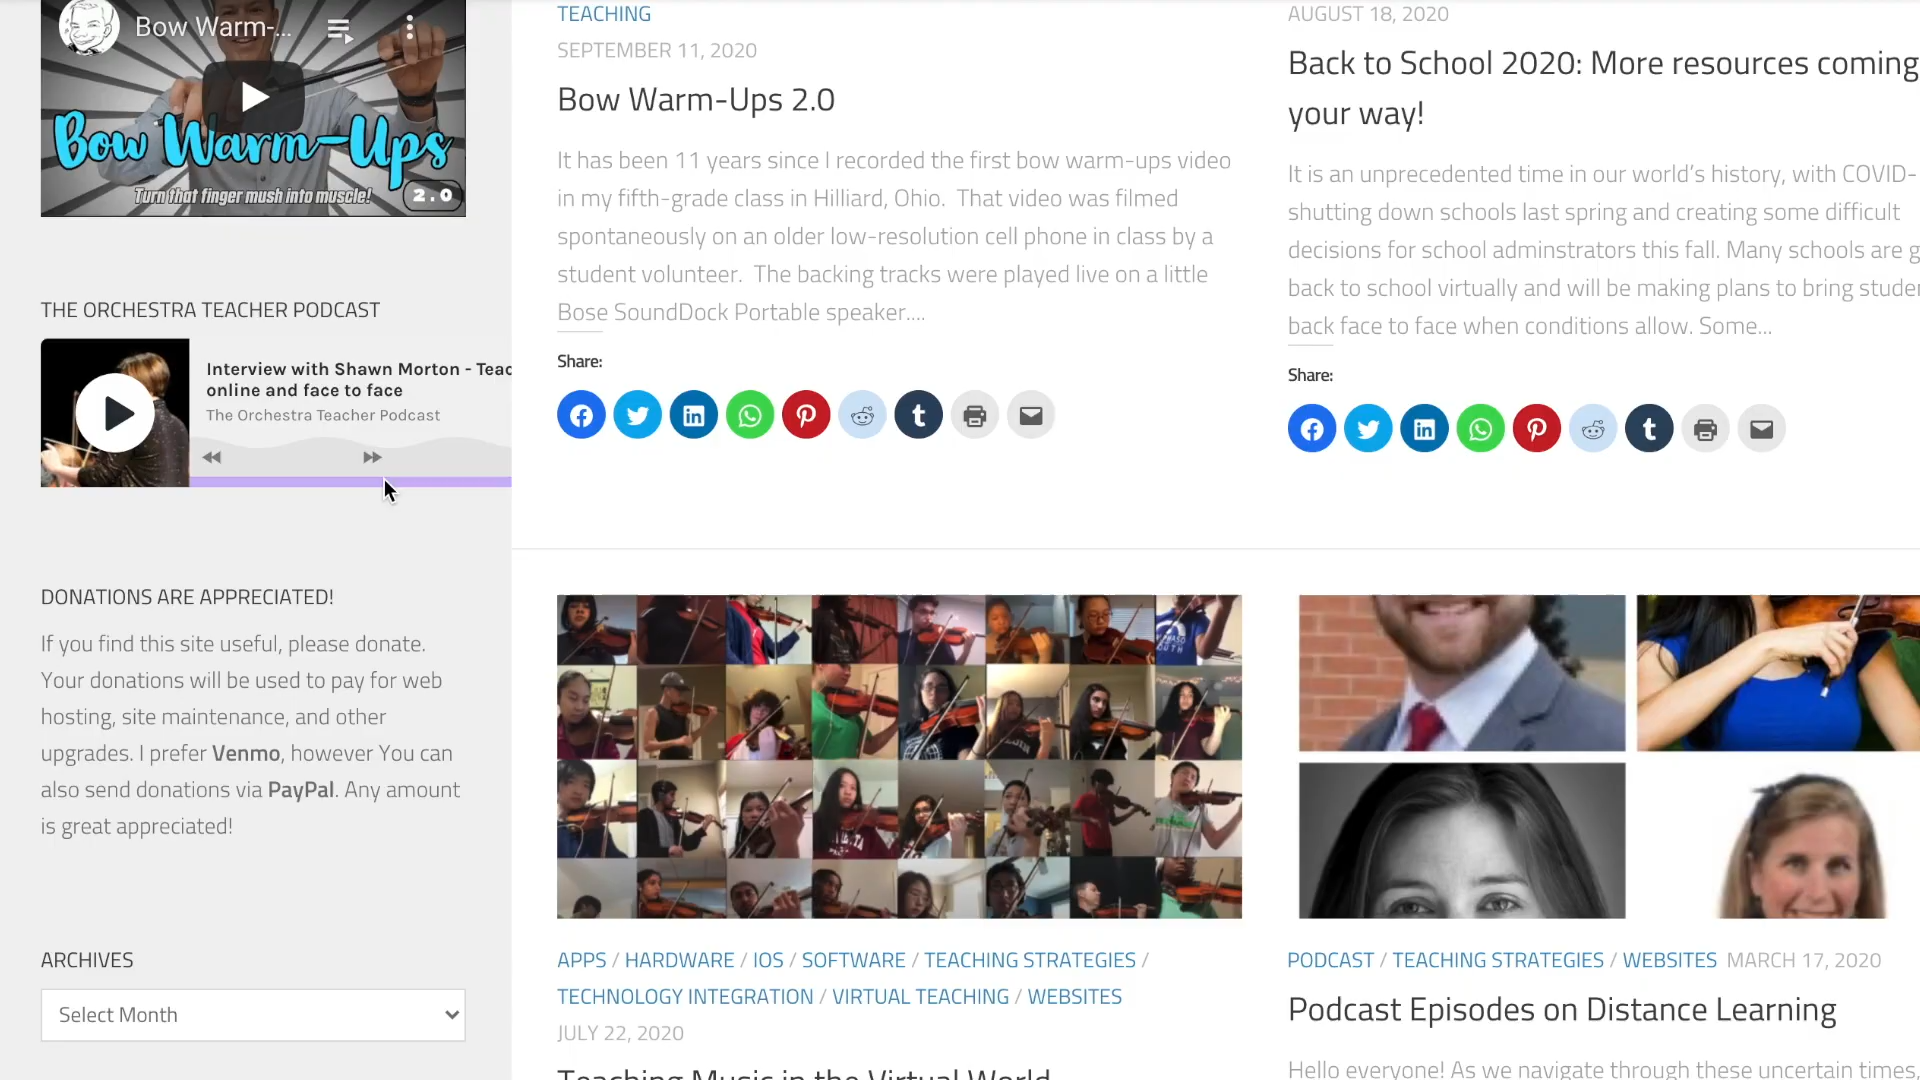 Bow Warm-...
Bow Warm-Ups
Turn that finger mush into muscle!
2.0
THE ORCHESTRA TEACHER PODCAST
Interview with Shawn Morton - Teac
online and face to face
The Orchestra Teacher Podcast
DONATIONS ARE APPRECIATED!
If you find this site useful, please donate.
Your donations will be used to pay for web
hosting, site maintenance, and other
upgrades. I prefer Venmo, however You can
also send donations via PayPal. Any amount
is great appreciated!
ARCHIVES
Select Month
TEACHING
SEPTEMBER 11, 2020
Bow Warm-Ups 2.0
It has been 11 years since I recorded the first bow warm-ups video
in my fifth-grade class in Hilliard, Ohio. That video was filmed
spontaneously on an older low-resolution cell phone in class by a
student volunteer. The backing tracks were played live on a little
Bose SoundDock Portable speaker....
Share:
APPS / HARDWARE / IOS / SOFTWARE / TEACHING STRATEGIES /
TECHNOLOGY INTEGRATION / VIRTUAL TEACHING / WEBSITES
JULY 22, 2020
Teaching Music in the Virtual World
AUGUST 18, 2020
Back to School 2020: More resources coming
your way!
It is an unprecedented time in our world's history, with COVID-
shutting down schools last spring and creating some difficult
decisions for school adminstrators this fall. Many schools are g
back to school virtually and will be making plans to bring studen
back face to face when conditions allow. Some...
Share:
PODCAST / TEACHING STRATEGIES / WEBSITES MARCH 17, 2020
Podcast Episodes on Distance Learning
Hello everyone! As we navigate through these uncertain times,